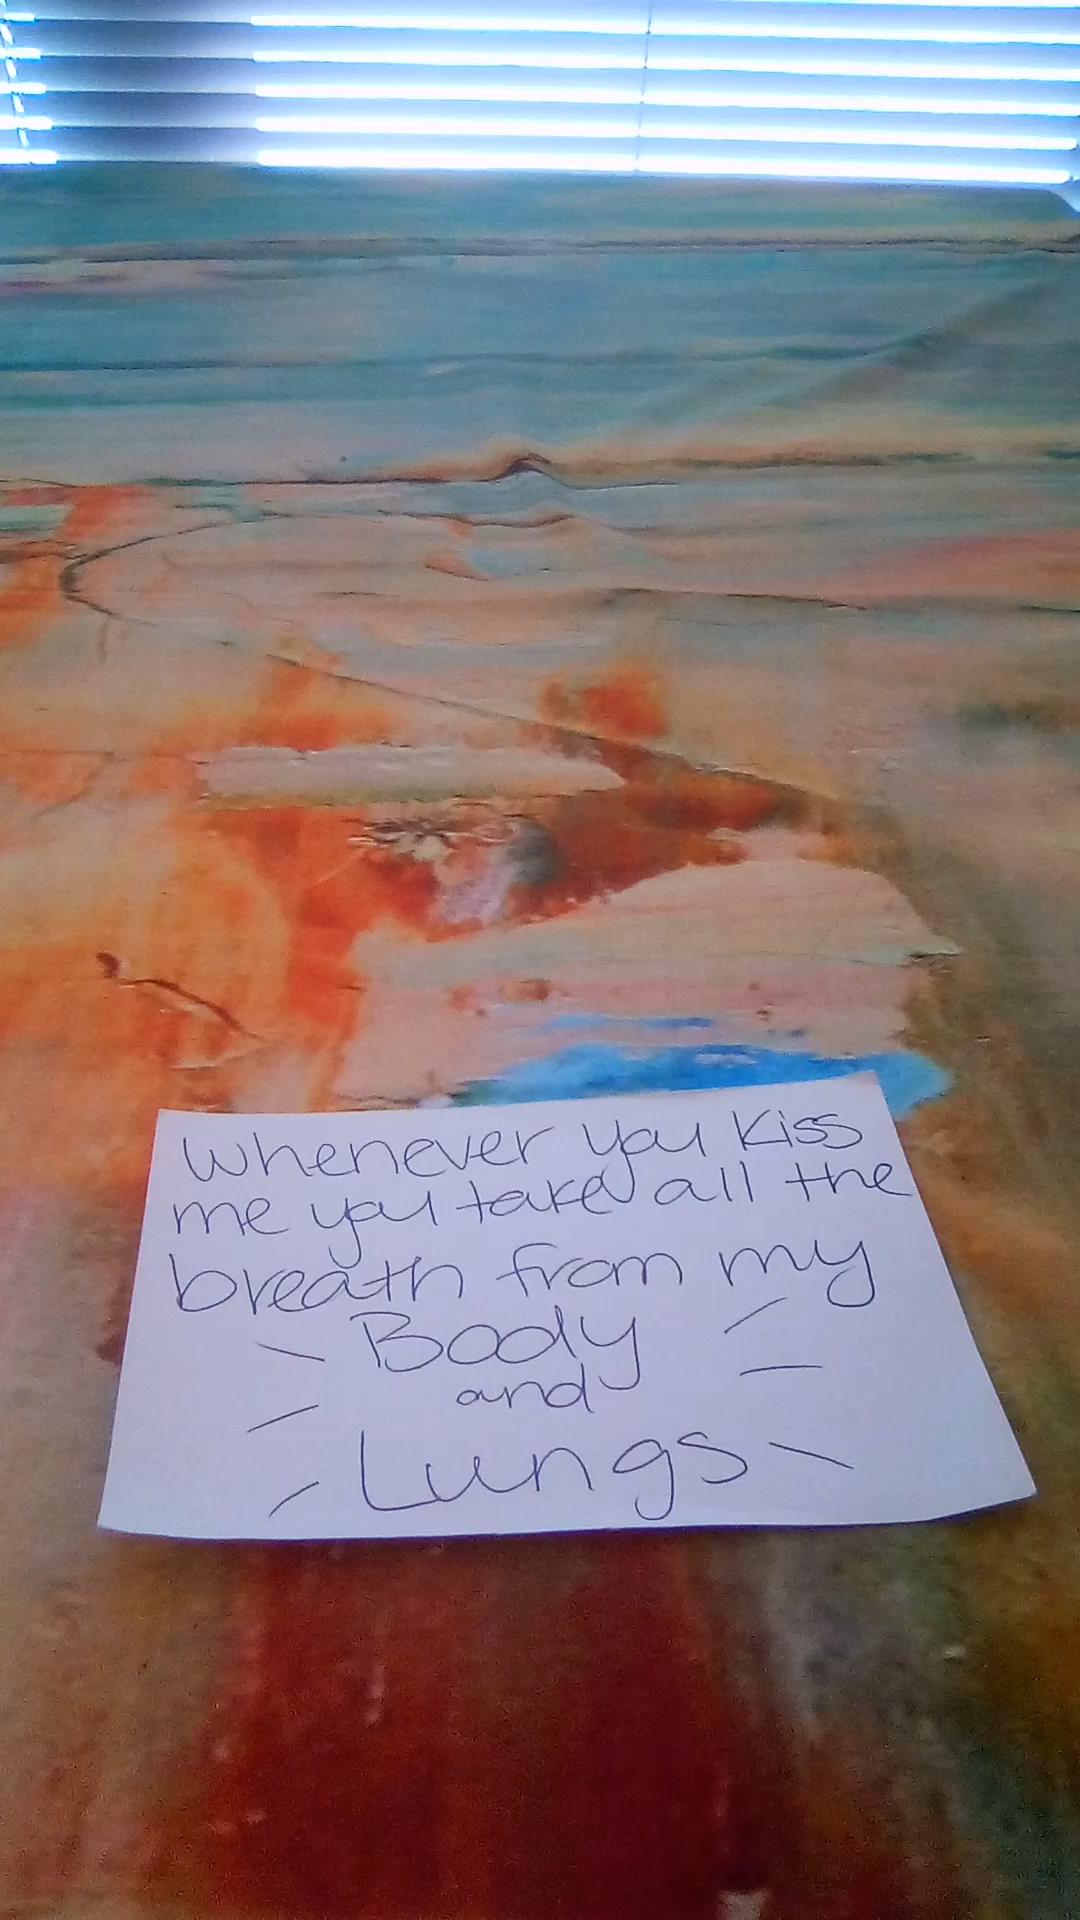 Whenever you Kiss
me you take all the
breath from my
Body
and
Lungs